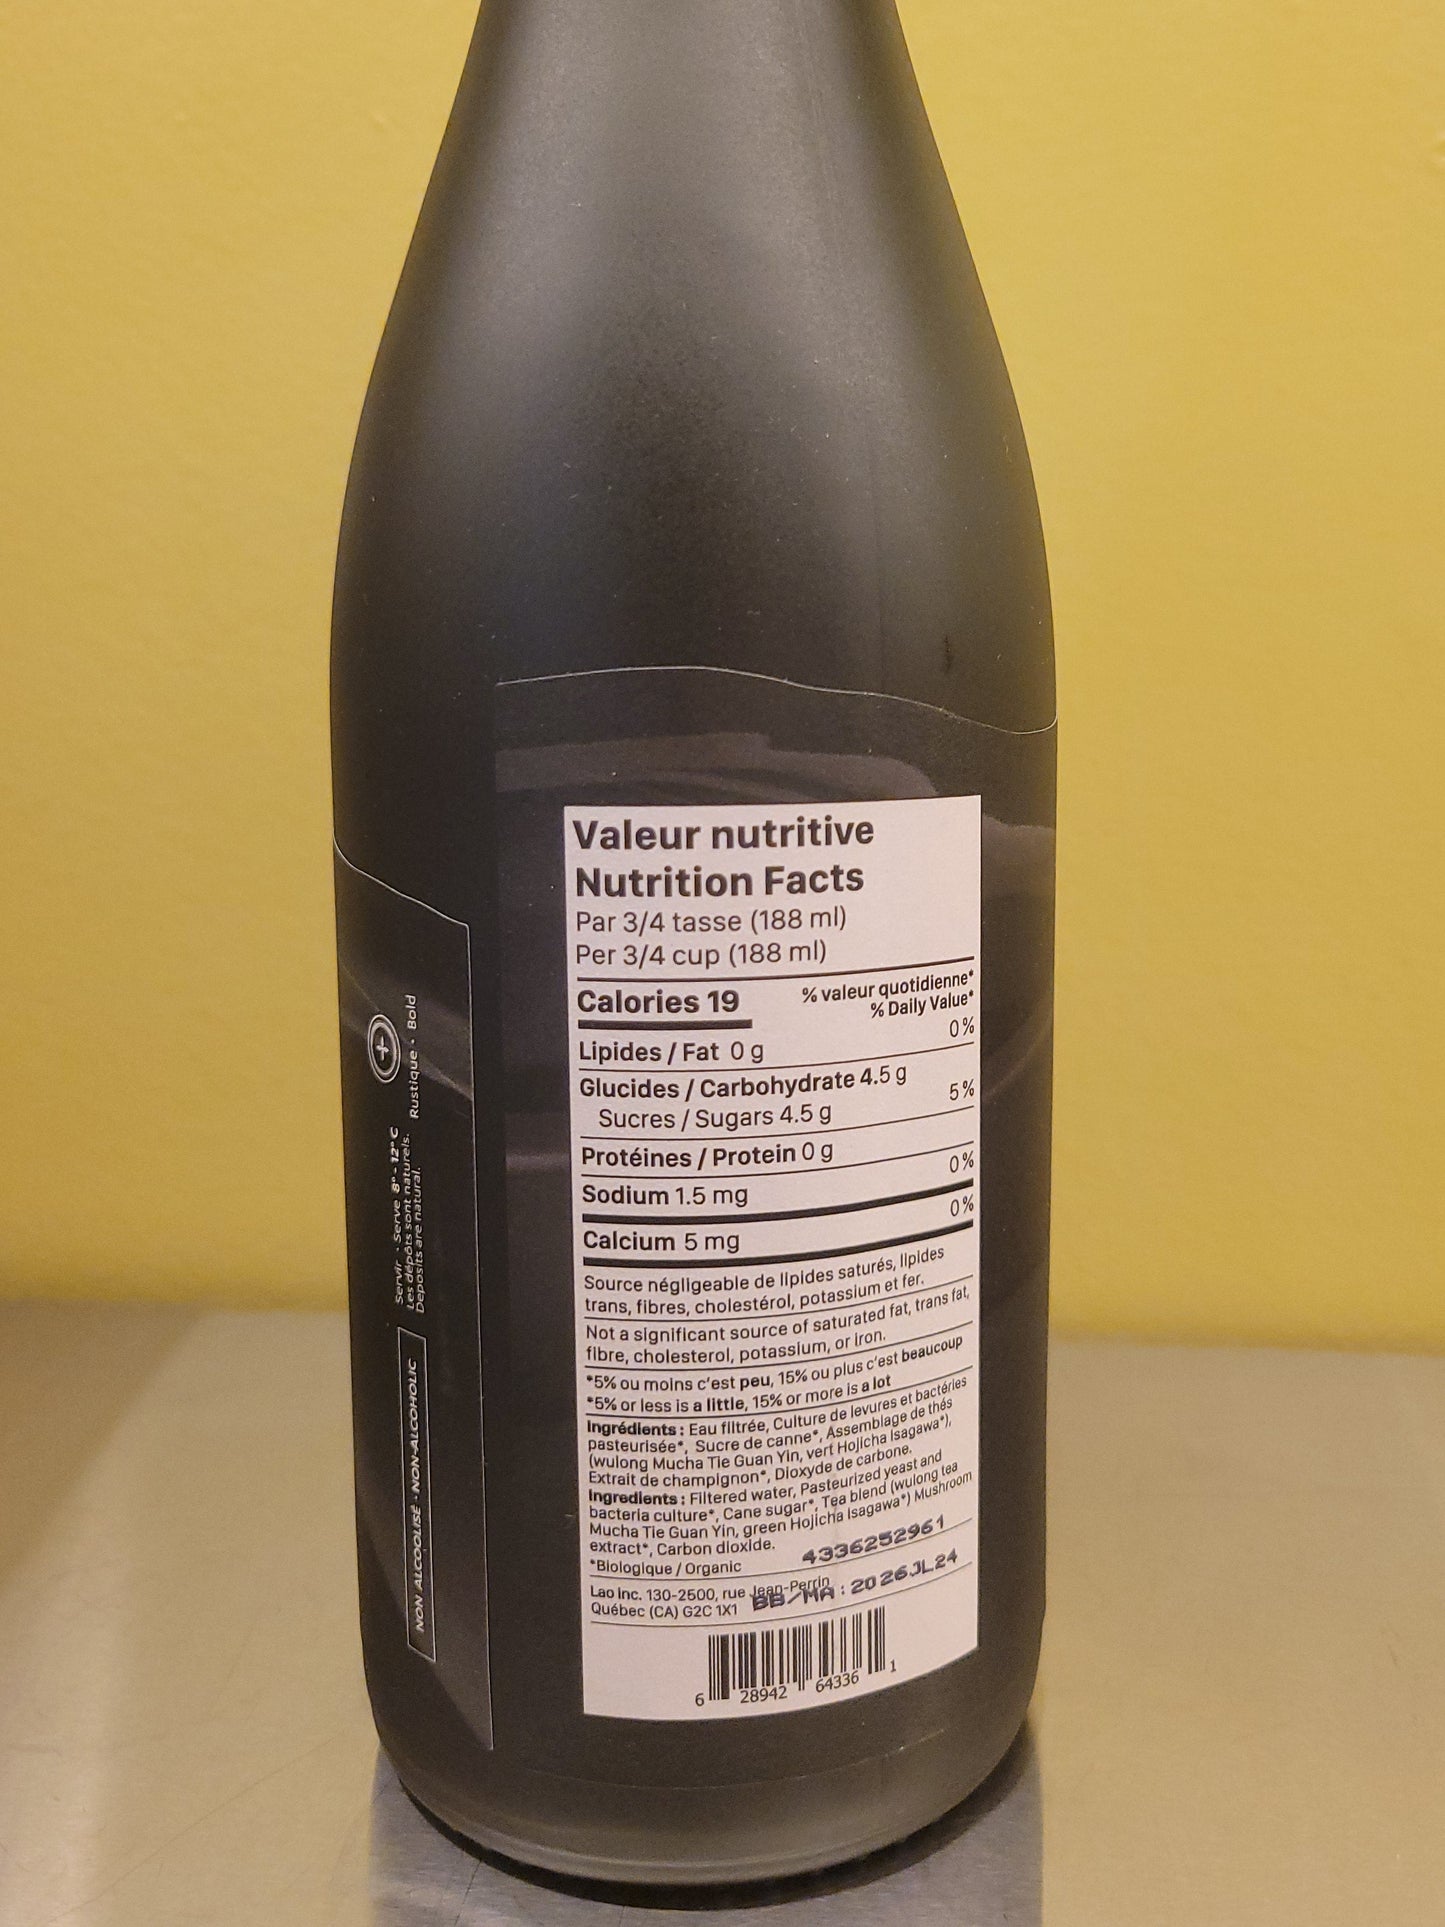 Valeur nutritive
Nutrition Facts
Par 3/4 tasse (188 ml)
Per 3/4 cup (188 ml)
Calories 19
% valeur quotidienne*
% Daily Value*
Lipides / Fat 0 g 0%
Glucides / Carbohydrate 4.5 g 5%
Sucres / Sugars 4.5 g
Protéines / Protein 0 g
Sodium 1.5 mg 0%
Calcium 5 mg 0%
Source négligeable de lipides saturés, lipides
trans, fibres, cholestérol, potassium et fer.
Not a significant source of saturated fat, trans fat,
fibre, cholesterol, potassium, or iron.
*5% ou moins c'est peu, 15% ou plus c'est beaucoup
*5% or less is a little, 15% or more is a lot
Ingrédients : Eau filtrée, Culture de levures et bactéries
pasteurisée*, Sucre de canne*, Assemblage de thés
(wulong Mucha Tie Guan Yin, vert Hojicha Isagawa*),
Extrait de champignon*, Dioxyde de carbone.
Ingredients : Filtered water, Pasteurized yeast and
bacteria culture*, Cane sugar*, Tea blend (wulong tea
Mucha Tie Guan Yin, green Hojicha Isagawa*) Mushroom
extract*, Carbon dioxide.
*Biologique / Organic
4336252961
Lao Inc. 130-2500, rue Jean-Perrin
Québec (CA) G2C 1X1
BB/MA : 2026JL24
6 28942 64336 1
NON ALCOOLISÉ · NON-ALCOHOLIC
Servir · Serve 8° - 12° C
Les dépôts sont naturels.
Deposits are natural.
Rustique · Bold